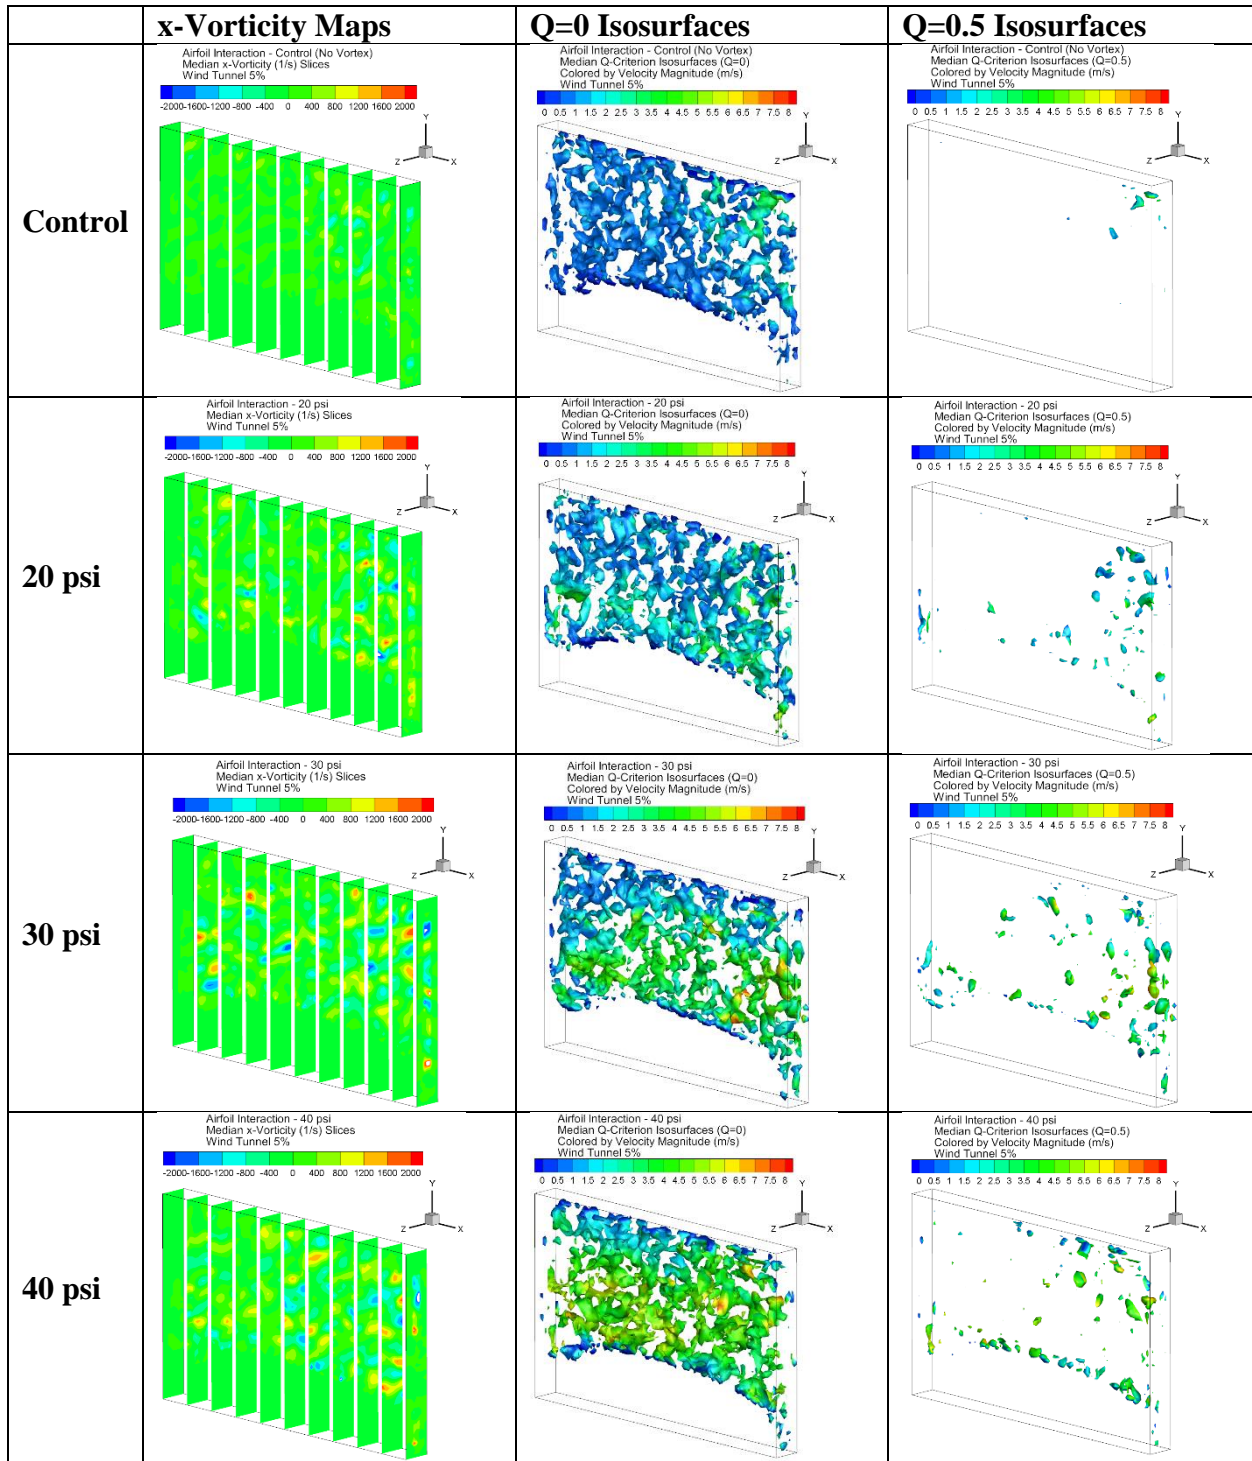 x-Vorticity Maps
Q=0 Isosurfaces
Q=0.5 Isosurfaces
Control
Airfoil Interaction - Control (No Vortex)
Median x-Vorticity (1/s) Slices
Wind Tunnel 5%
-2000-1600-1200 -800 -400 0 400 800 1200 1600 2000
Y
Z
X
Airfoil Interaction - Control (No Vortex)
Median Q-Criterion Isosurfaces (Q=0)
Colored by Velocity Magnitude (m/s)
Wind Tunnel 5%
0 0.5 1 1.5 2 2.5 3 3.5 4 4.5 5 5.5 6 6.5 7 7.5 8
Y
Z
X
Airfoil Interaction - Control (No Vortex)
Median Q-Criterion Isosurfaces (Q=0.5)
Colored by Velocity Magnitude (m/s)
Wind Tunnel 5%
0 0.5 1 1.5 2 2.5 3 3.5 4 4.5 5 5.5 6 6.5 7 7.5 8
Y
Z
X
20 psi
Airfoil Interaction - 20 psi
Median x-Vorticity (1/s) Slices
Wind Tunnel 5%
-2000-1600-1200 -800 -400 0 400 800 1200 1600 2000
Y
Z
X
Airfoil Interaction - 20 psi
Median Q-Criterion Isosurfaces (Q=0)
Colored by Velocity Magnitude (m/s)
Wind Tunnel 5%
0 0.5 1 1.5 2 2.5 3 3.5 4 4.5 5 5.5 6 6.5 7 7.5 8
Y
Z
X
Airfoil Interaction - 20 psi
Median Q-Criterion Isosurfaces (Q=0.5)
Colored by Velocity Magnitude (m/s)
Wind Tunnel 5%
0 0.5 1 1.5 2 2.5 3 3.5 4 4.5 5 5.5 6 6.5 7 7.5 8
Y
Z
X
30 psi
Airfoil Interaction - 30 psi
Median x-Vorticity (1/s) Slices
Wind Tunnel 5%
-2000-1600-1200 -800 -400 0 400 800 1200 1600 2000
Y
Z
X
Airfoil Interaction - 30 psi
Median Q-Criterion Isosurfaces (Q=0)
Colored by Velocity Magnitude (m/s)
Wind Tunnel 5%
0 0.5 1 1.5 2 2.5 3 3.5 4 4.5 5 5.5 6 6.5 7 7.5 8
Y
Z
X
Airfoil Interaction - 30 psi
Median Q-Criterion Isosurfaces (Q=0.5)
Colored by Velocity Magnitude (m/s)
Wind Tunnel 5%
0 0.5 1 1.5 2 2.5 3 3.5 4 4.5 5 5.5 6 6.5 7 7.5 8
Y
Z
X
40 psi
Airfoil Interaction - 40 psi
Median x-Vorticity (1/s) Slices
Wind Tunnel 5%
-2000-1600-1200 -800 -400 0 400 800 1200 1600 2000
Y
Z
X
Airfoil Interaction - 40 psi
Median Q-Criterion Isosurfaces (Q=0)
Colored by Velocity Magnitude (m/s)
Wind Tunnel 5%
0 0.5 1 1.5 2 2.5 3 3.5 4 4.5 5 5.5 6 6.5 7 7.5 8
Y
Z
X
Airfoil Interaction - 40 psi
Median Q-Criterion Isosurfaces (Q=0.5)
Colored by Velocity Magnitude (m/s)
Wind Tunnel 5%
0 0.5 1 1.5 2 2.5 3 3.5 4 4.5 5 5.5 6 6.5 7 7.5 8
Y
Z
X